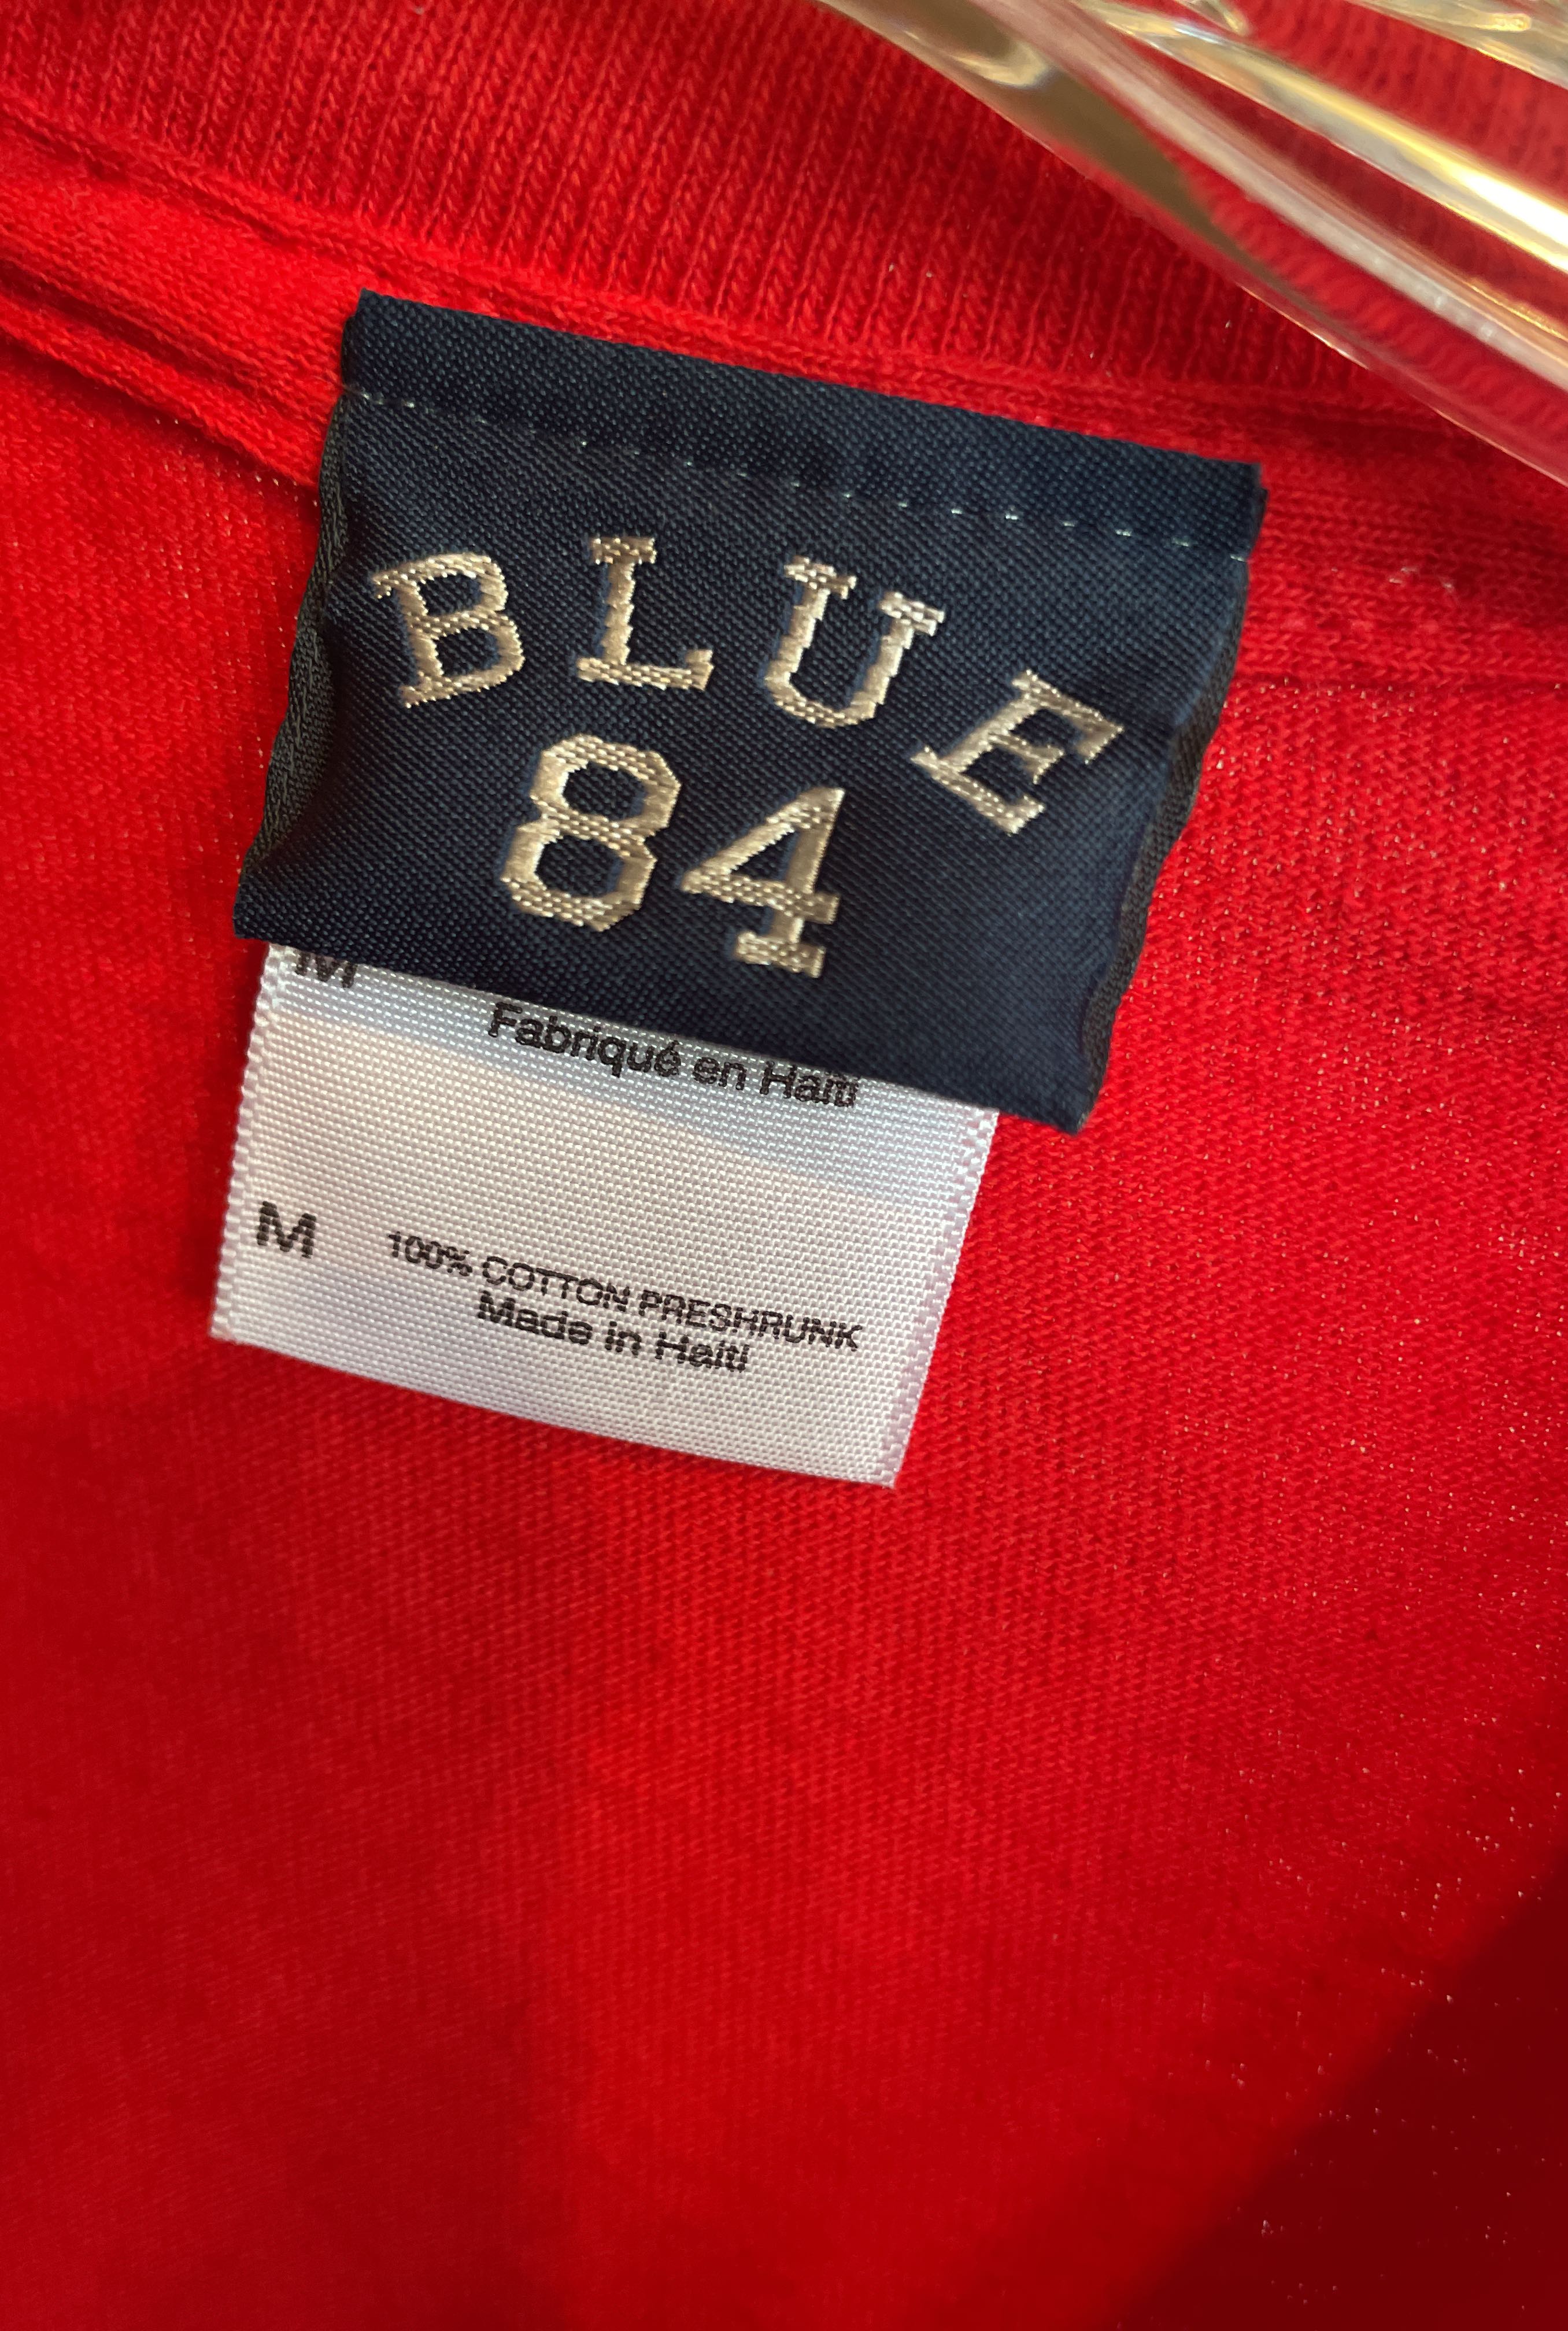 BLUE
84
M
Fabriqué en Haïti
M 100% COTTON PRESHRUNK
Made in Haiti